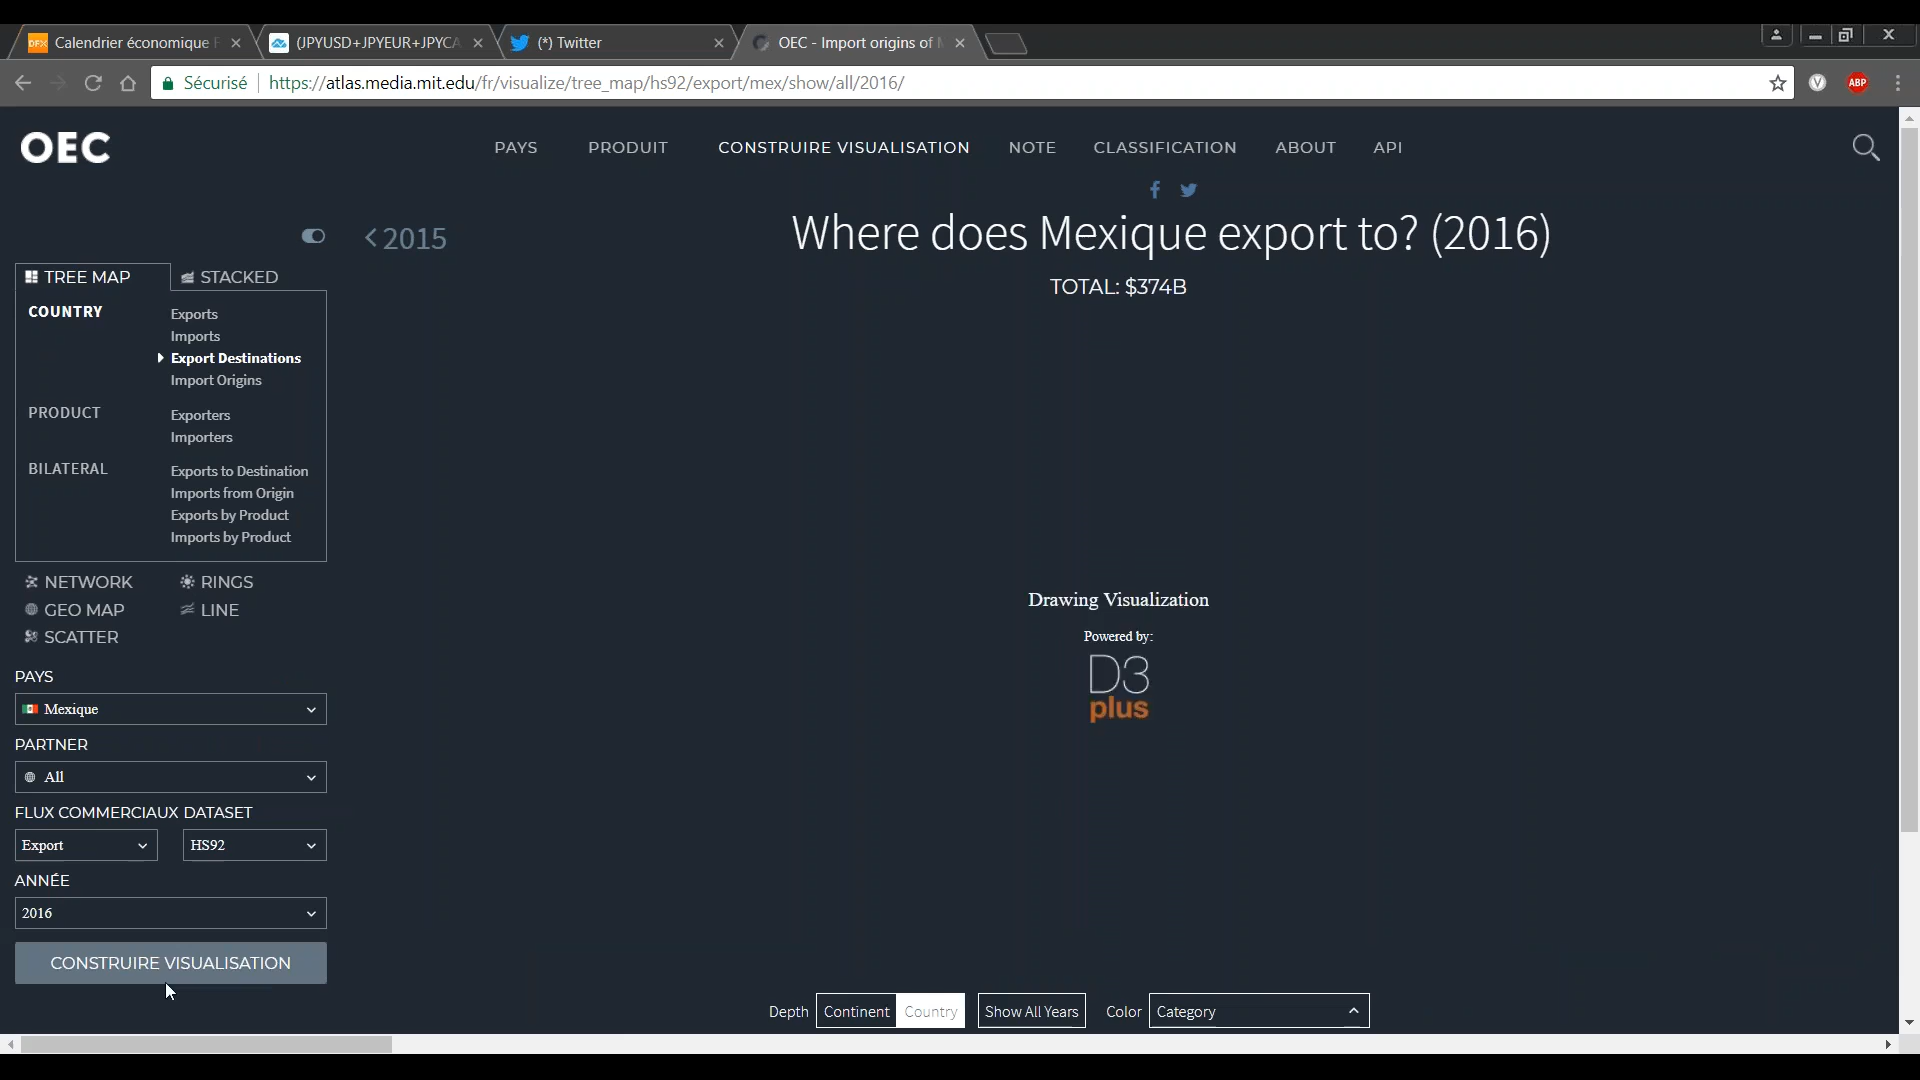 DFX Calendrier économique F
(JPYUSD+JPYEUR+JPYCA
(*) Twitter
OEC - Import origins of M
Sécurisé
https://atlas.media.mit.edu/fr/visualize/tree_map/hs92/export/mex/show/all/2016/
ABP
OEC
PAYS
PRODUIT
CONSTRUIRE VISUALISATION
NOTE
CLASSIFICATION
ABOUT
API
2015
Where does Mexique export to? (2016)
TOTAL: $374B
TREE MAP
STACKED
COUNTRY
Exports
Imports
Export Destinations
Import Origins
PRODUCT
Exporters
Importers
BILATERAL
Exports to Destination
Imports from Origin
Exports by Product
Imports by Product
NETWORK
RINGS
GEO MAP
LINE
SCATTER
PAYS
Mexique
PARTNER
All
FLUX COMMERCIAUX DATASET
Export
HS92
ANNÉE
2016
CONSTRUIRE VISUALISATION
Drawing Visualization
Powered by:
D3
plus
Depth Continent Country Show All Years Color Category